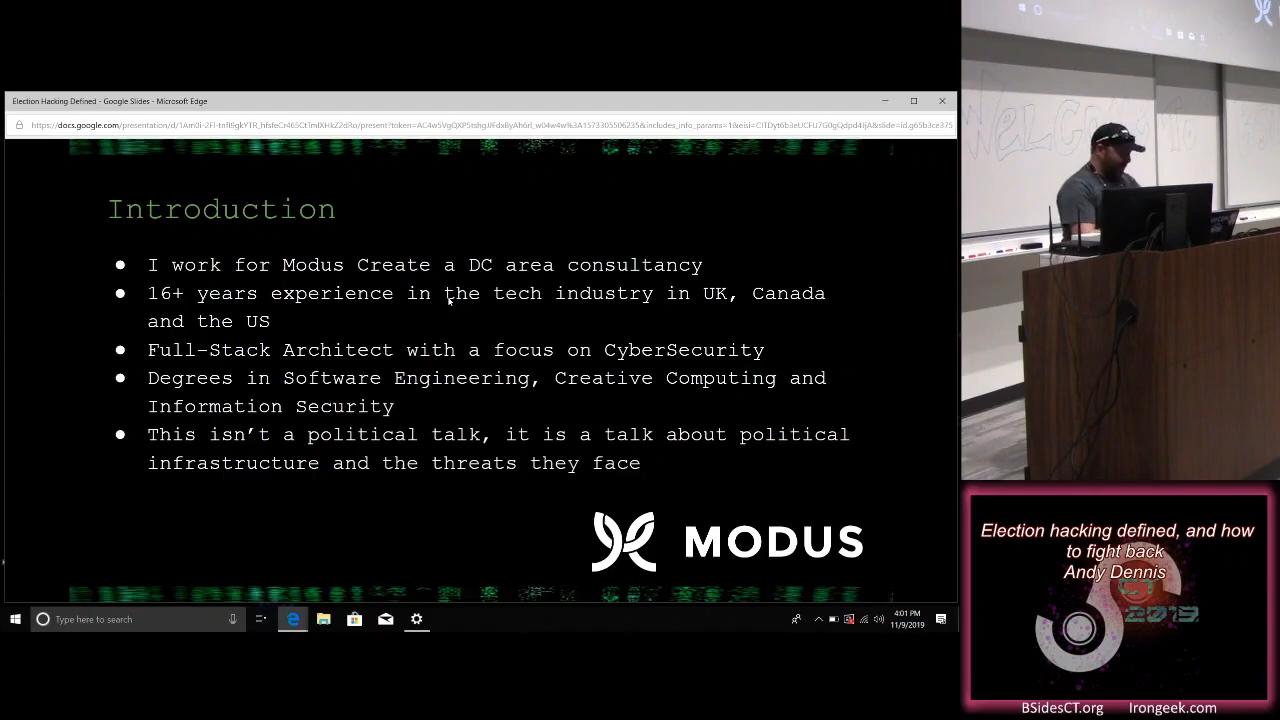 Election Hacking Defined - Google Slides - Microsoft Edge
Introduction
● I work for Modus Create a DC area consultancy
● 16+ years experience in the tech industry in UK, Canada
and the US
● Full-Stack Architect with a focus on CyberSecurity
● Degrees in Software Engineering, Creative Computing and
Information Security
● This isn't a political talk, it is a talk about political
infrastructure and the threats they face
MODUS
Type here to search
4:01 PM
11/9/2019
WELCOME TO
Election hacking defined, and how
to fight back
Andy Dennis
CT
2019
BSidesCT.org Irongeek.com